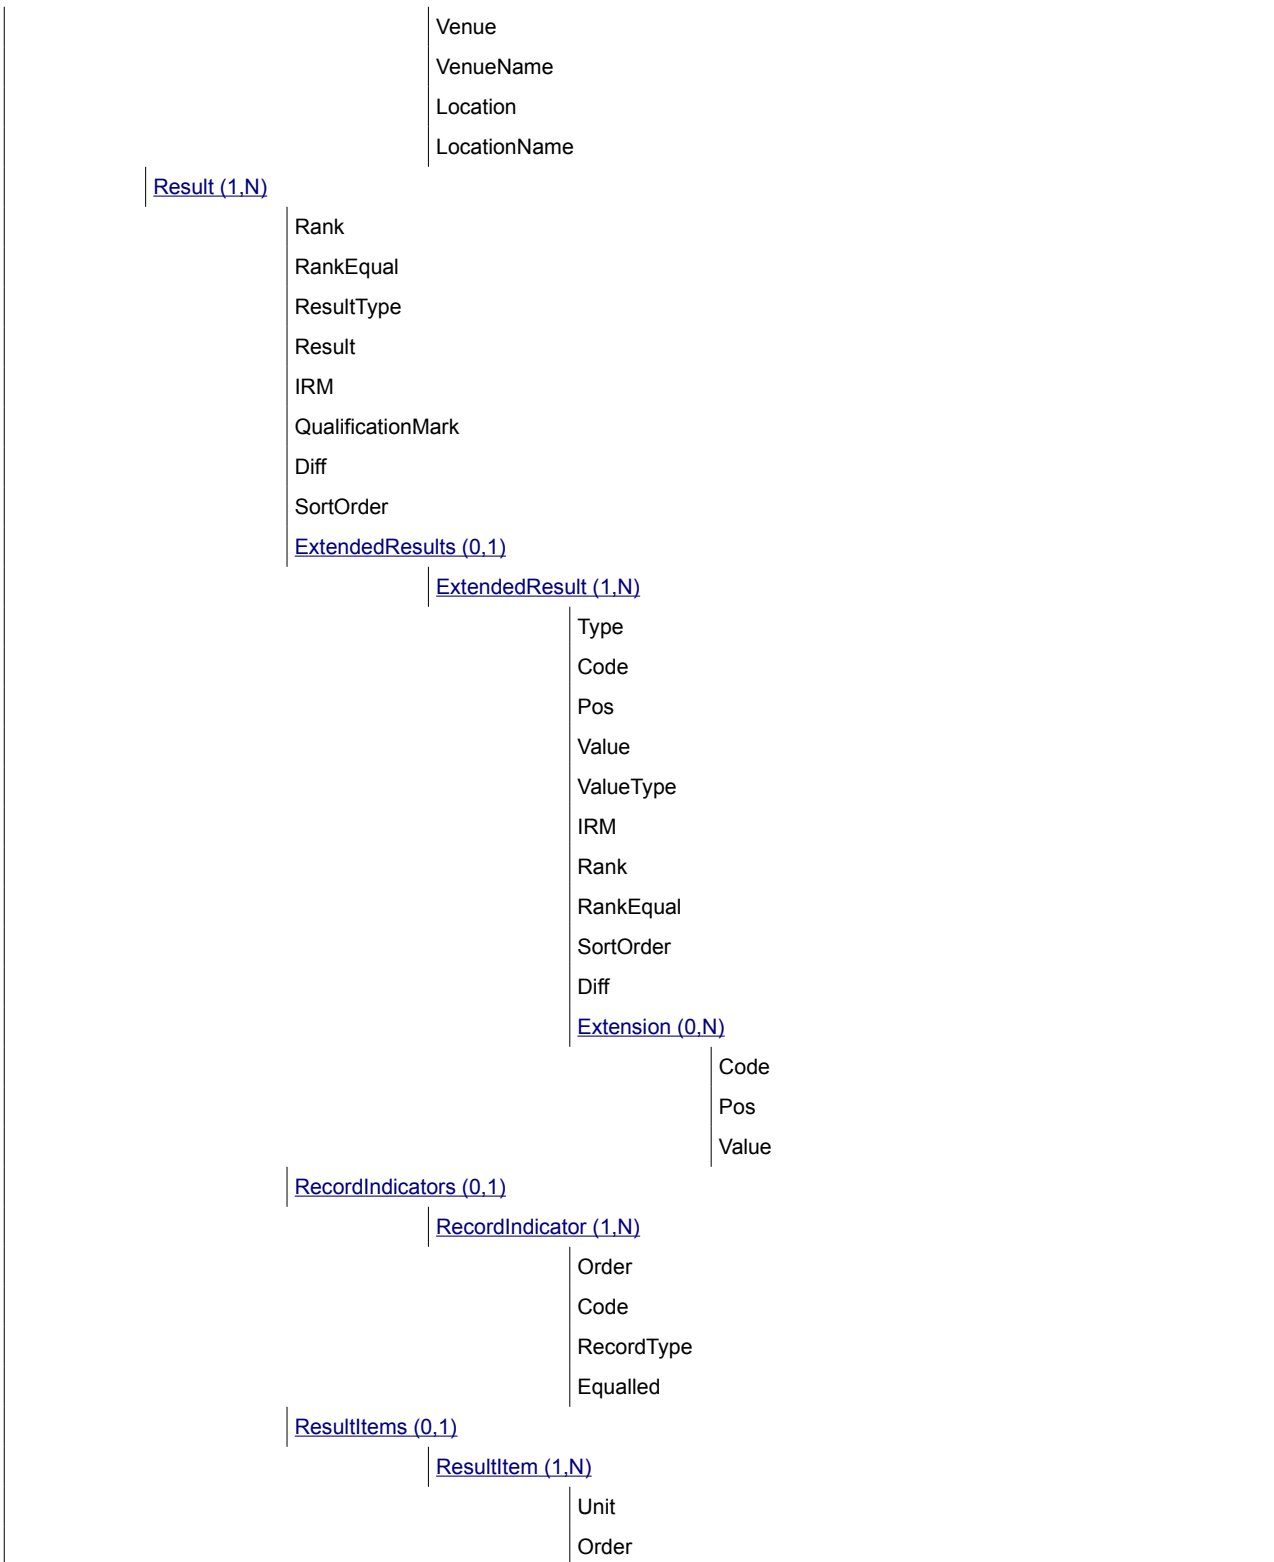 Venue
VenueName
Location
LocationName
Result (1,N)
Rank
RankEqual
ResultType
Result
IRM
QualificationMark
Diff
SortOrder
ExtendedResults (0,1)
ExtendedResult (1,N)
Type
Code
Pos
Value
ValueType
IRM
Rank
RankEqual
SortOrder
Diff
Extension (0,N)
Code
Pos
Value
RecordIndicators (0,1)
RecordIndicator (1,N)
Order
Code
RecordType
Equalled
ResultItems (0,1)
ResultItem (1,N)
Unit
Order